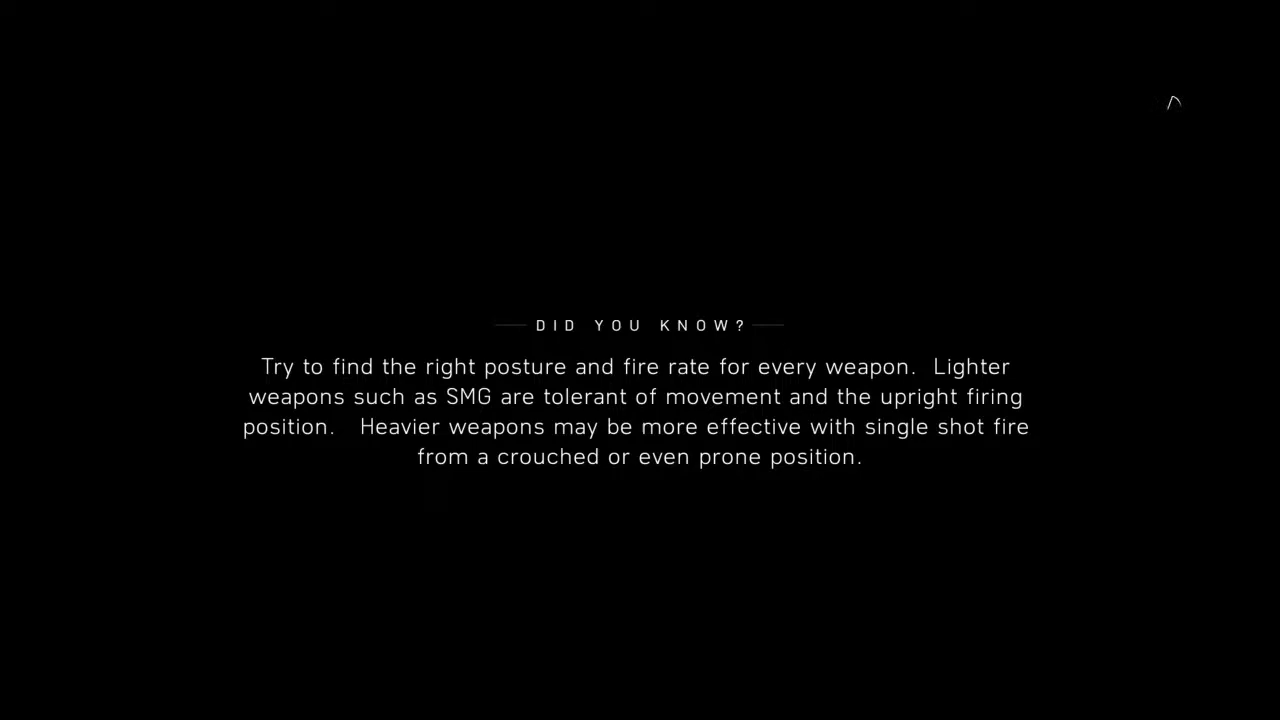 DID YOU KNOW?
Try to find the right posture and fire rate for every weapon.  Lighter
weapons such as SMG are tolerant of movement and the upright firing
position.   Heavier weapons may be more effective with single shot fire
from a crouched or even prone position.